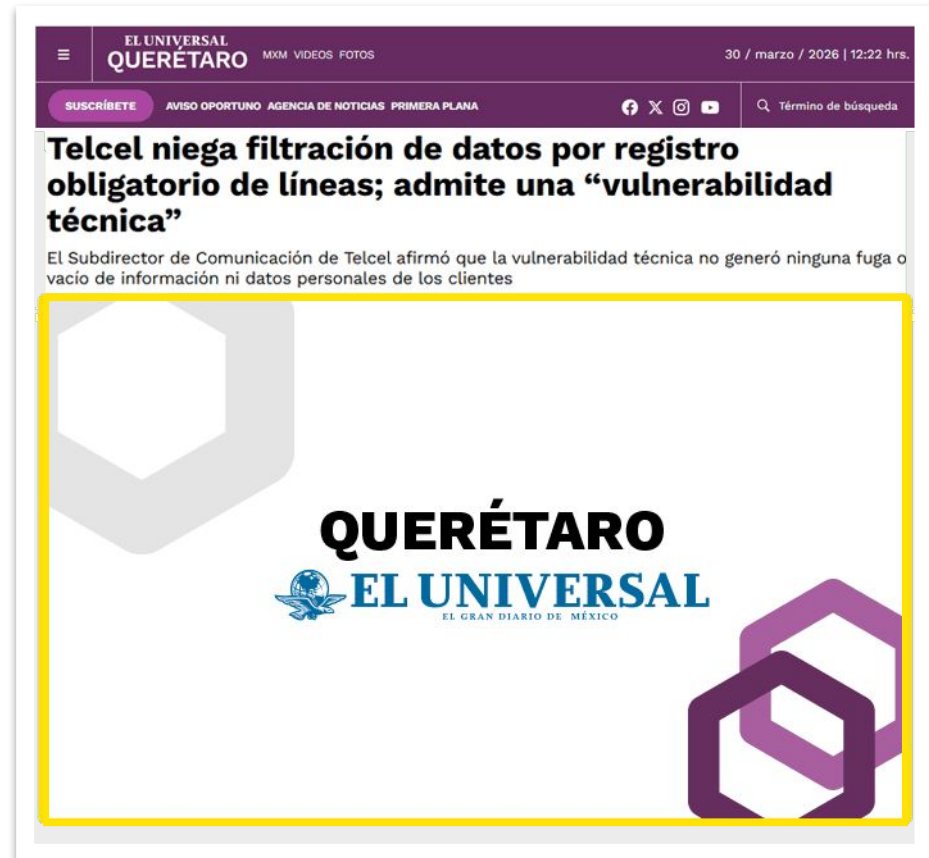 EL UNIVERSAL
QUERÉTARO
MXM VIDEOS FOTOS
30 / marzo / 2026 | 12:22 hrs.
SUSCRÍBETE
AVISO OPORTUNO AGENCIA DE NOTICIAS PRIMERA PLANA
Término de búsqueda
Telcel niega filtración de datos por registro
obligatorio de líneas; admite una “vulnerabilidad
técnica”
El Subdirector de Comunicación de Telcel afirmó que la vulnerabilidad técnica no generó ninguna fuga o
vacío de información ni datos personales de los clientes
QUERÉTARO
EL UNIVERSAL
EL GRAN DIARIO DE MÉXICO